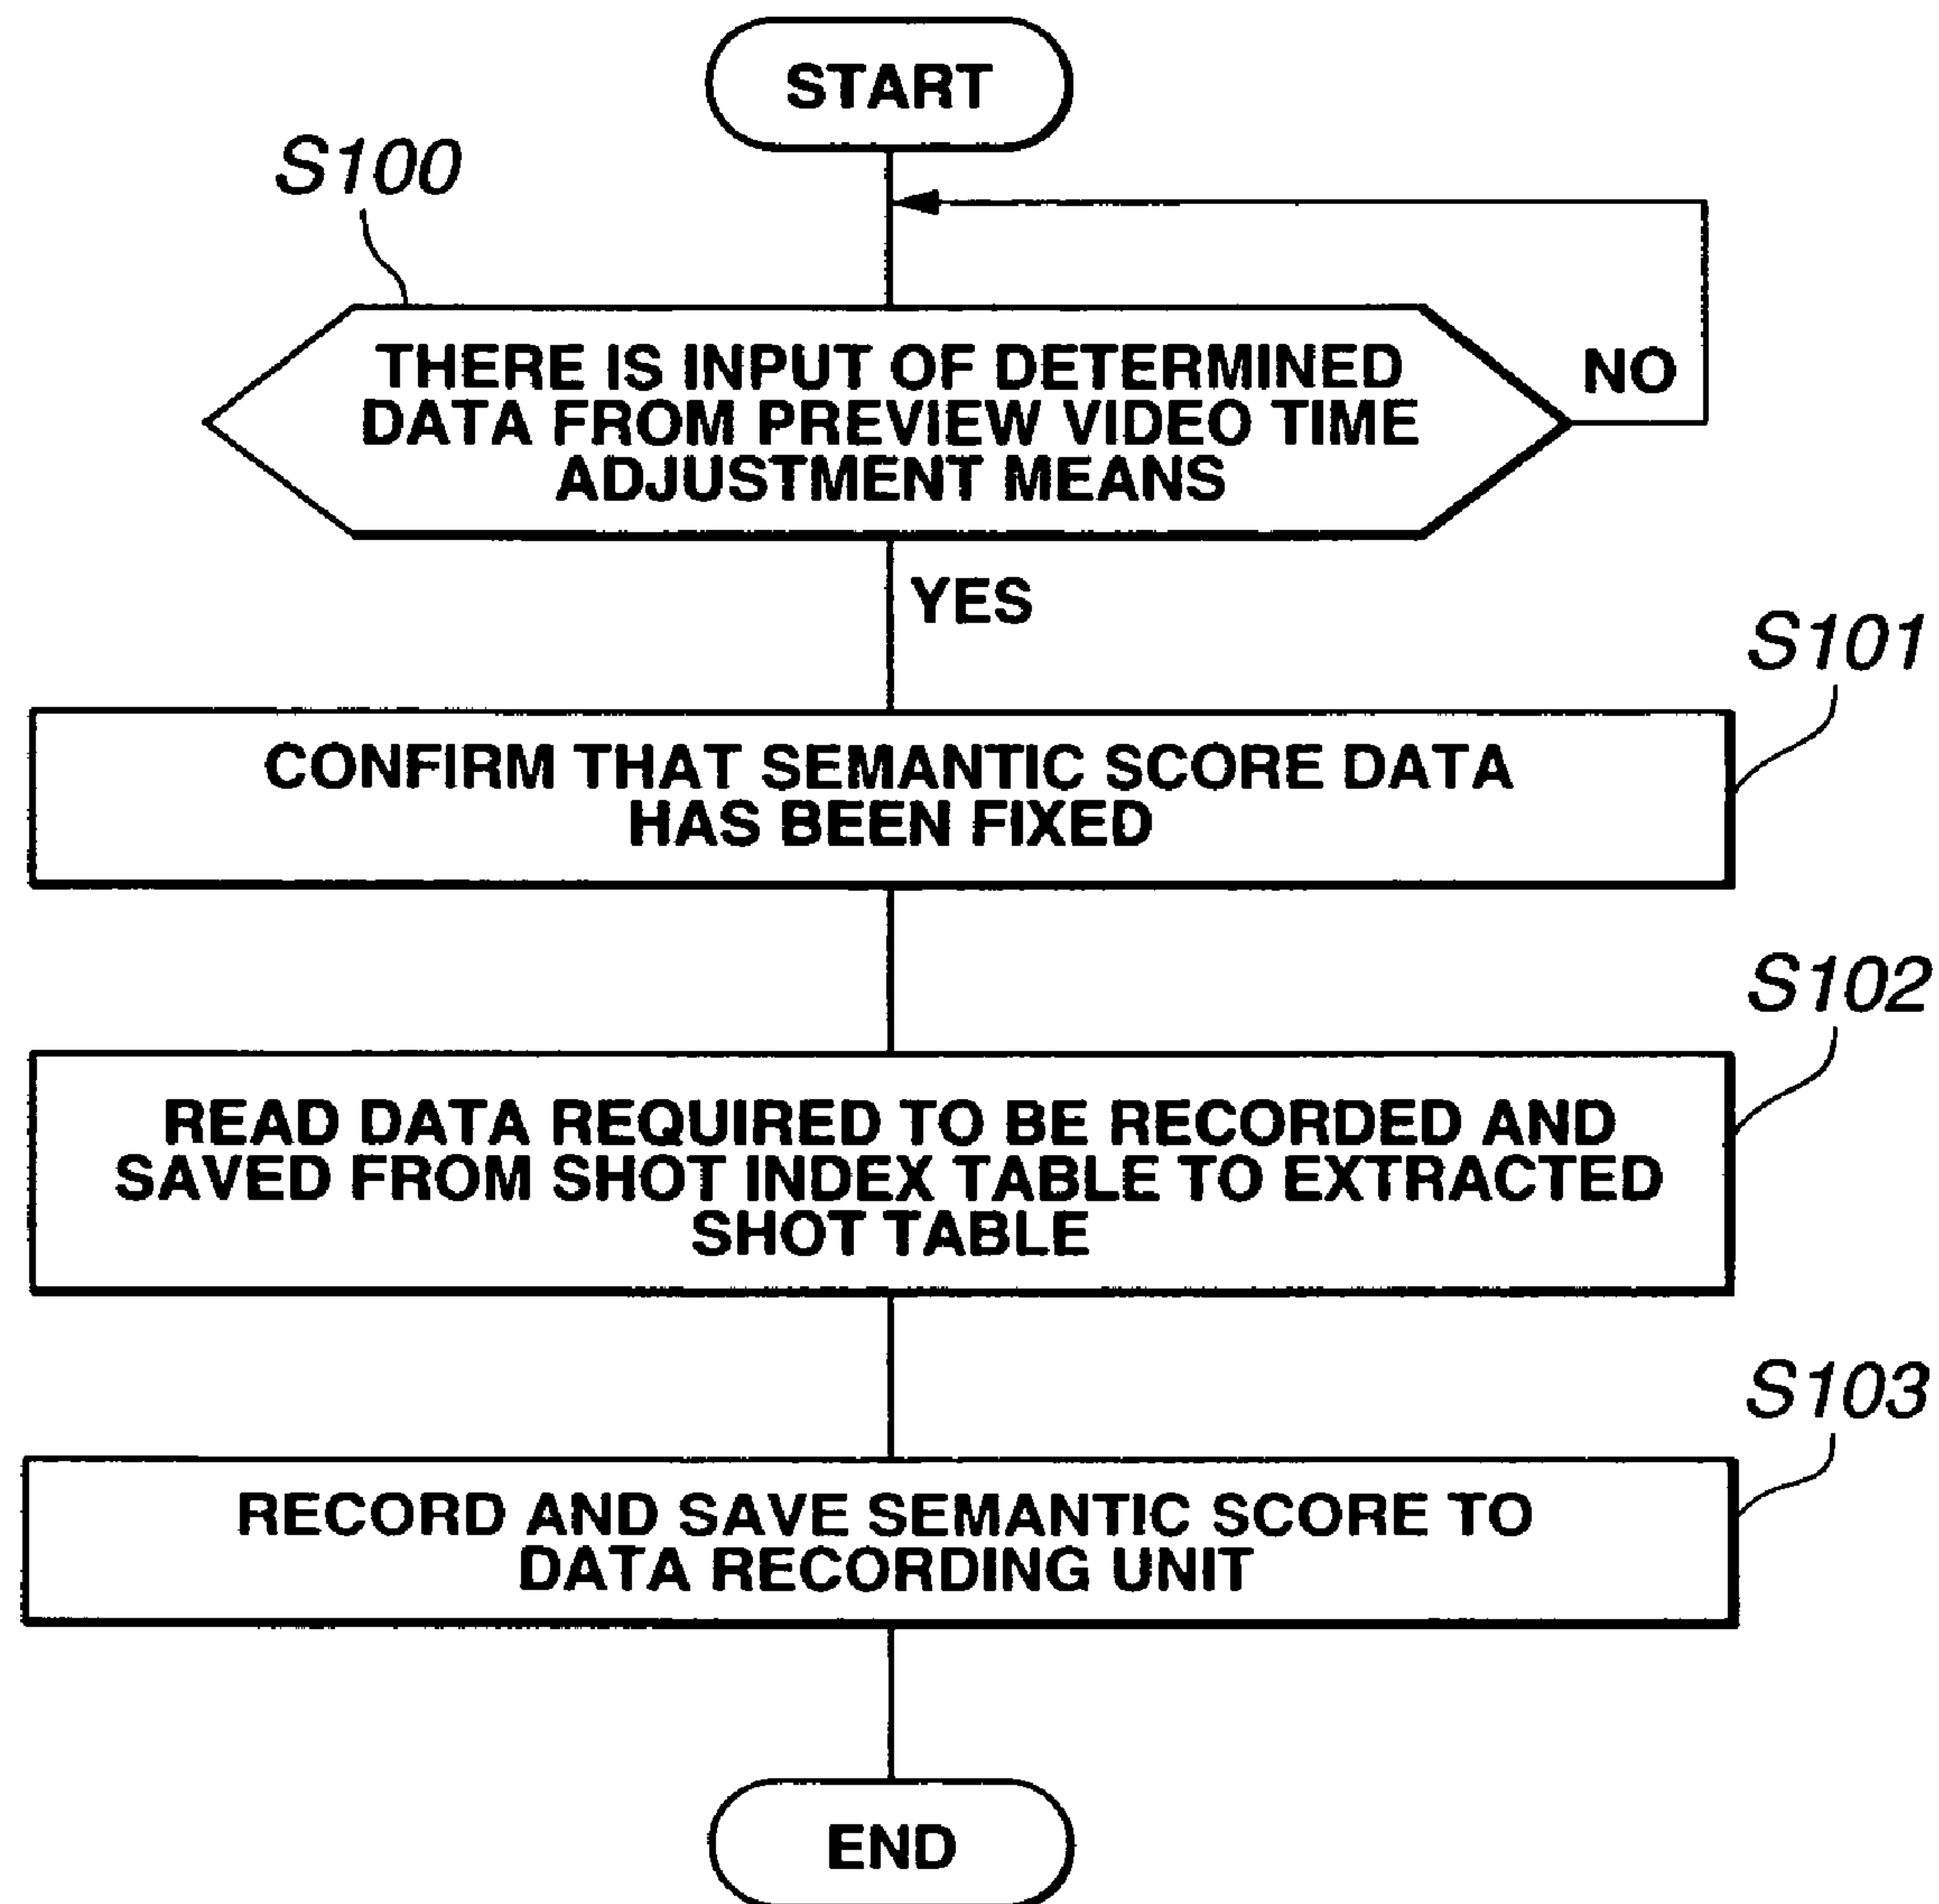 START
S100
THERE IS INPUT OF DETERMINED
DATA FROM PREVIEW VIDEO TIME
ADJUSTMENT MEANS
NO
YES
S101
CONFIRM THAT SEMANTIC SCORE DATA
HAS BEEN FIXED
S102
READ DATA REQUIRED TO BE RECORDED AND
SAVED FROM SHOT INDEX TABLE TO EXTRACTED
SHOT TABLE
S103
RECORD AND SAVE SEMANTIC SCORE TO
DATA RECORDING UNIT
END